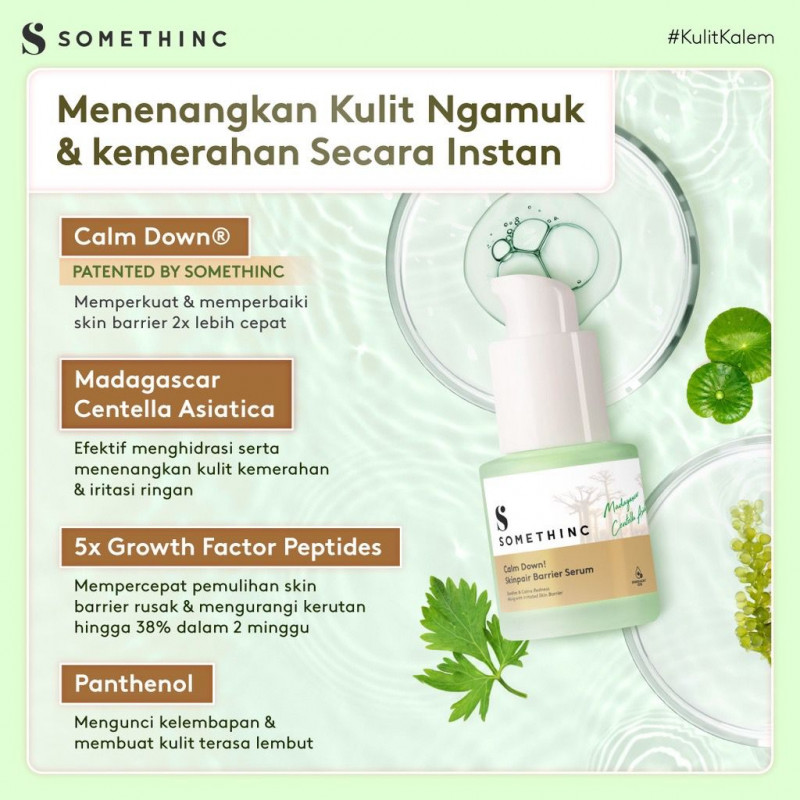 SOMETHINC
#KulitKalem
Menenangkan Kulit Ngamuk
& kemerahan Secara Instan
Calm Down®
PATENTED BY SOMETHINC
Memperkuat & memperbaiki
skin barrier 2x lebih cepat
Madagascar
Centella Asiatica
Efektif menghidrasi serta
menenangkan kulit kemerahan
& iritasi ringan
5x Growth Factor Peptides
Mempercepat pemulihan skin
barrier rusak & mengurangi kerutan
hingga 38% dalam 2 minggu
Panthenol
Mengunci kelembapan &
membuat kulit terasa lembut
Madagascar
Centella
SOMETHINC
Calm Down!
Skinpair Barrier Serum